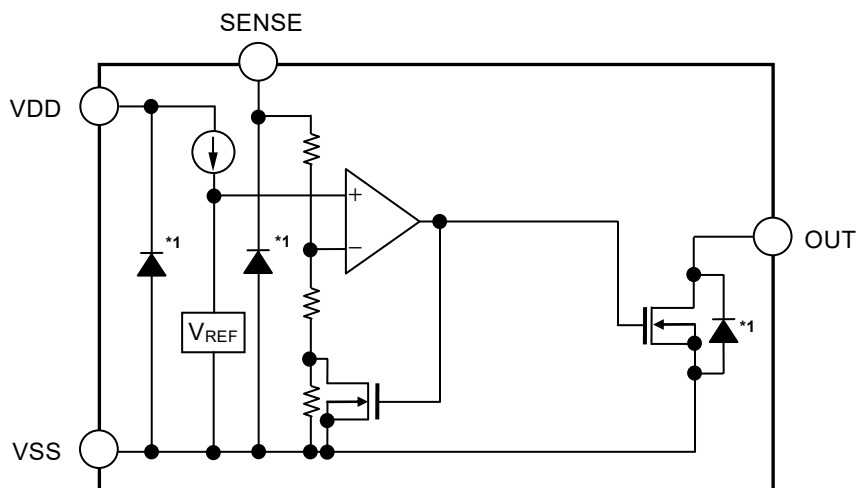 SENSE
VDD
*1
*1
+
−
OUT
VREF
*1
VSS